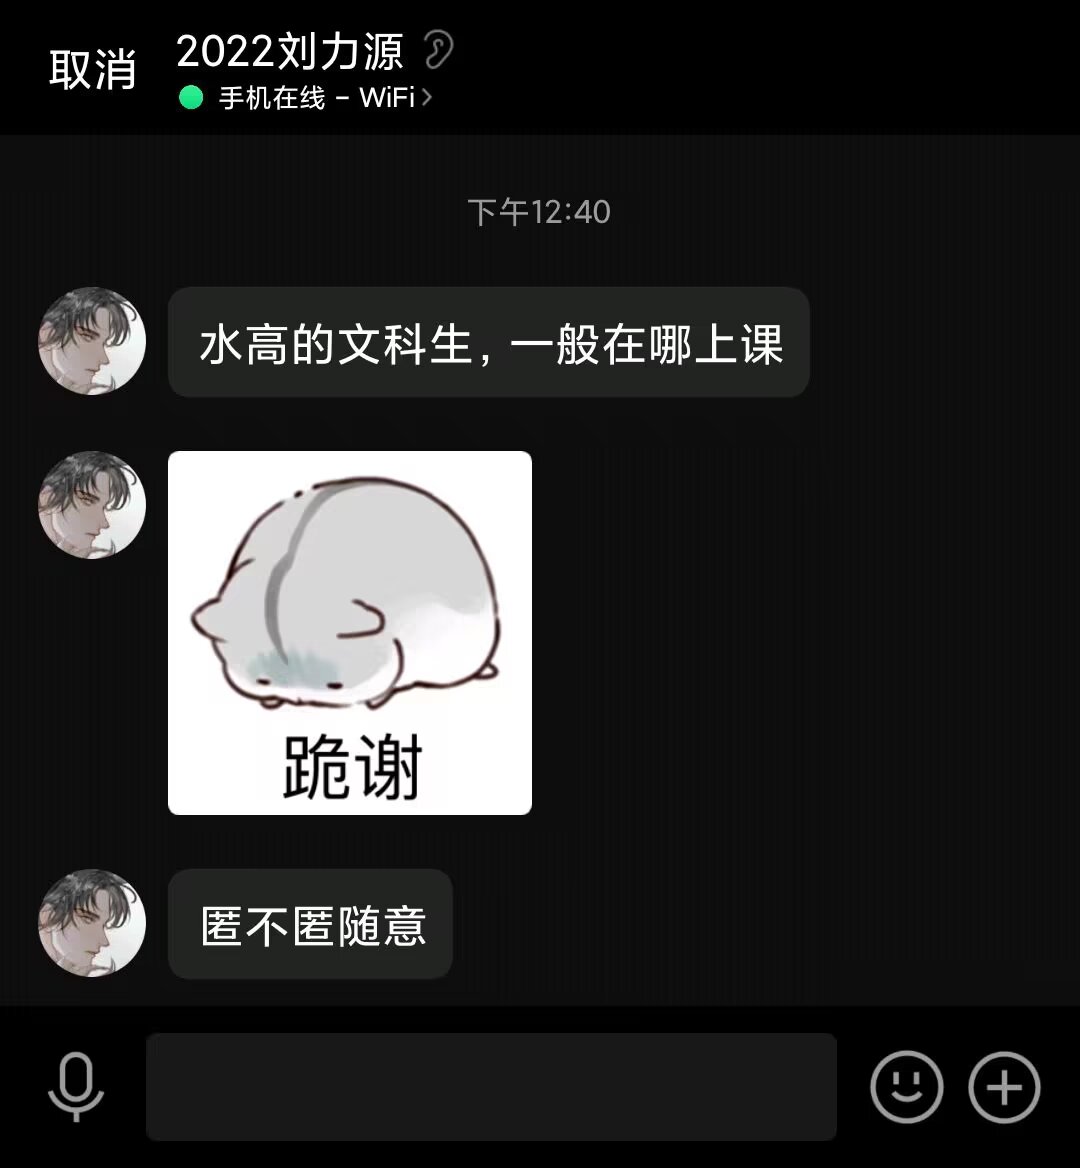 取消
2022刘力源
手机在线 – WiFi
下午12:40
水高的文科生，一般在哪上课
跪谢
匿不匿随意